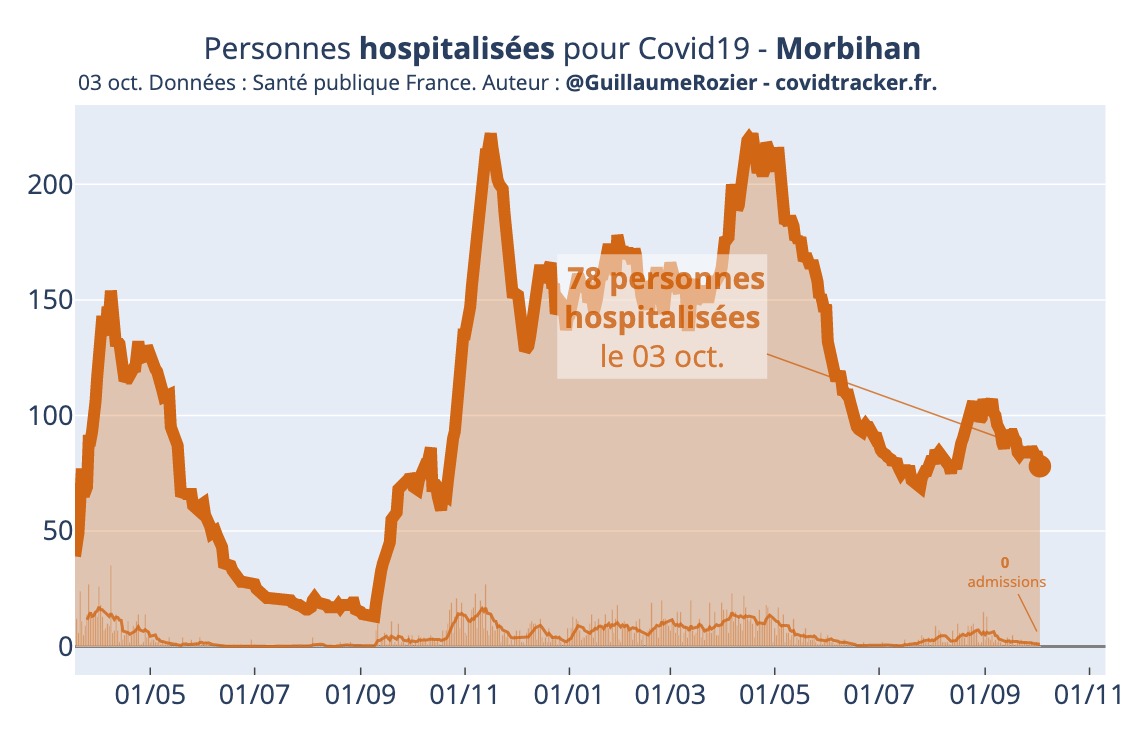 Personnes hospitalisées pour Covid19 - Morbihan
03 oct. Données : Santé publique France. Auteur : @GuillaumeRozier - covidtracker.fr.
200
150
100
50
0
78 personnes
hospitalisées
le 03 oct.
0
admissions
01/05
01/07
01/09
01/11
01/01
01/03
01/05
01/07
01/09
01/11